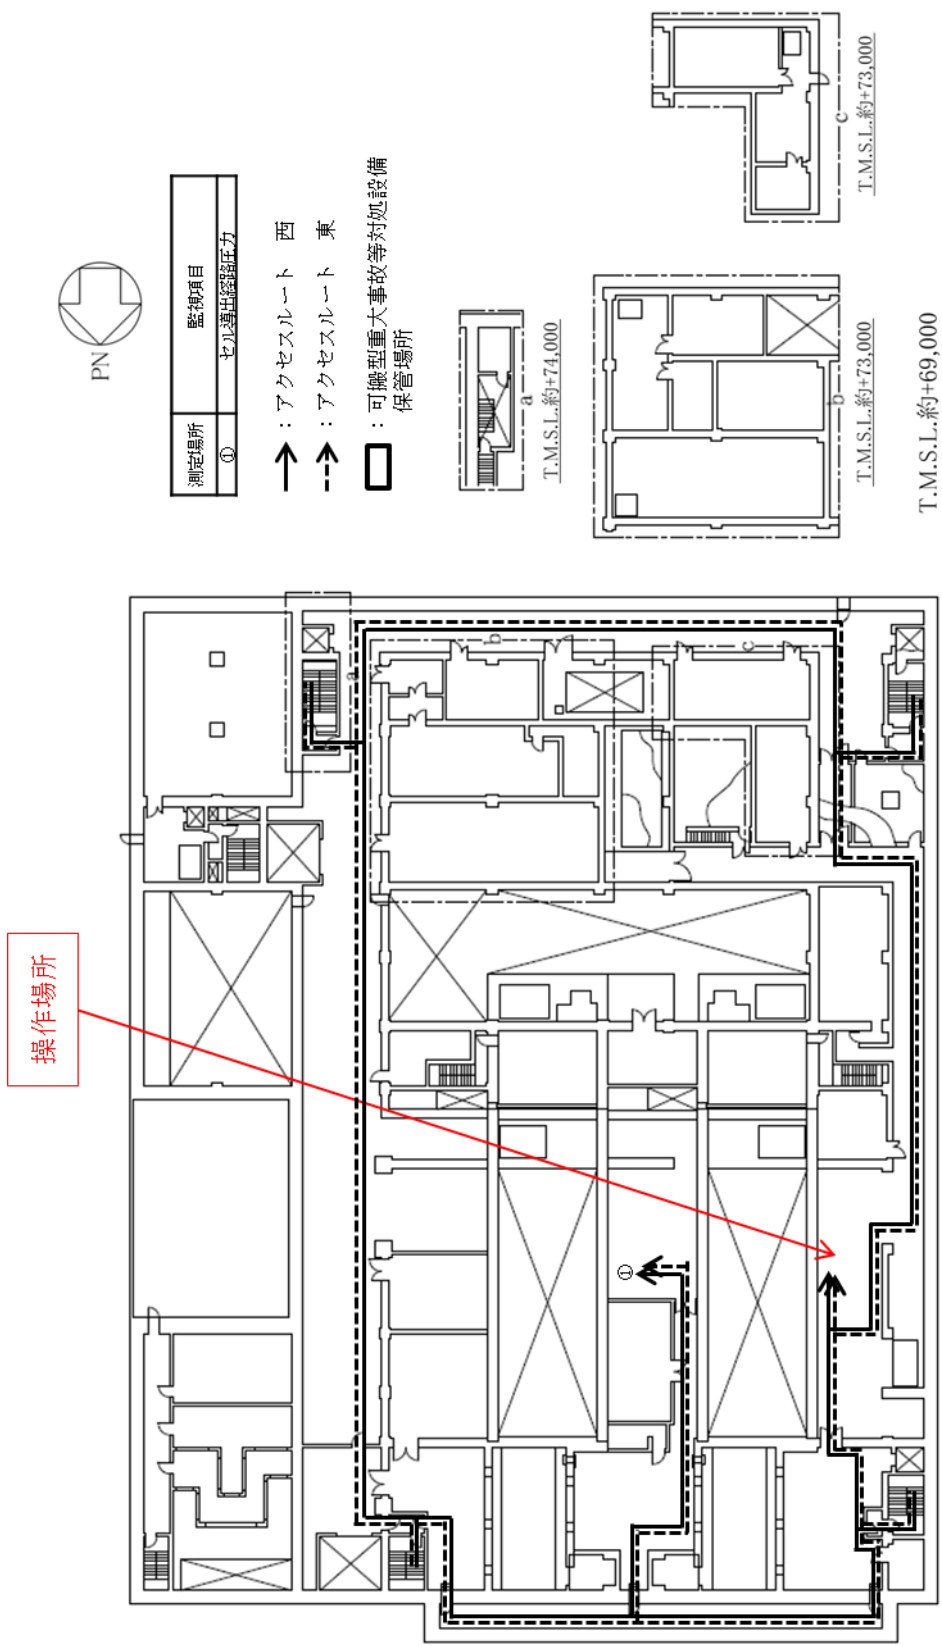 PN
測定場所 監視項目
① セル導出経路圧力
：アクセスルート 西
：アクセスルート 東
：可搬型重大事故等対処設備
保管場所
a
T.M.S.L.約+74,000
b
T.M.S.L.約+73,000
c
T.M.S.L.約+73,000
T.M.S.L.約+69,000
操作場所
a
b
c
①